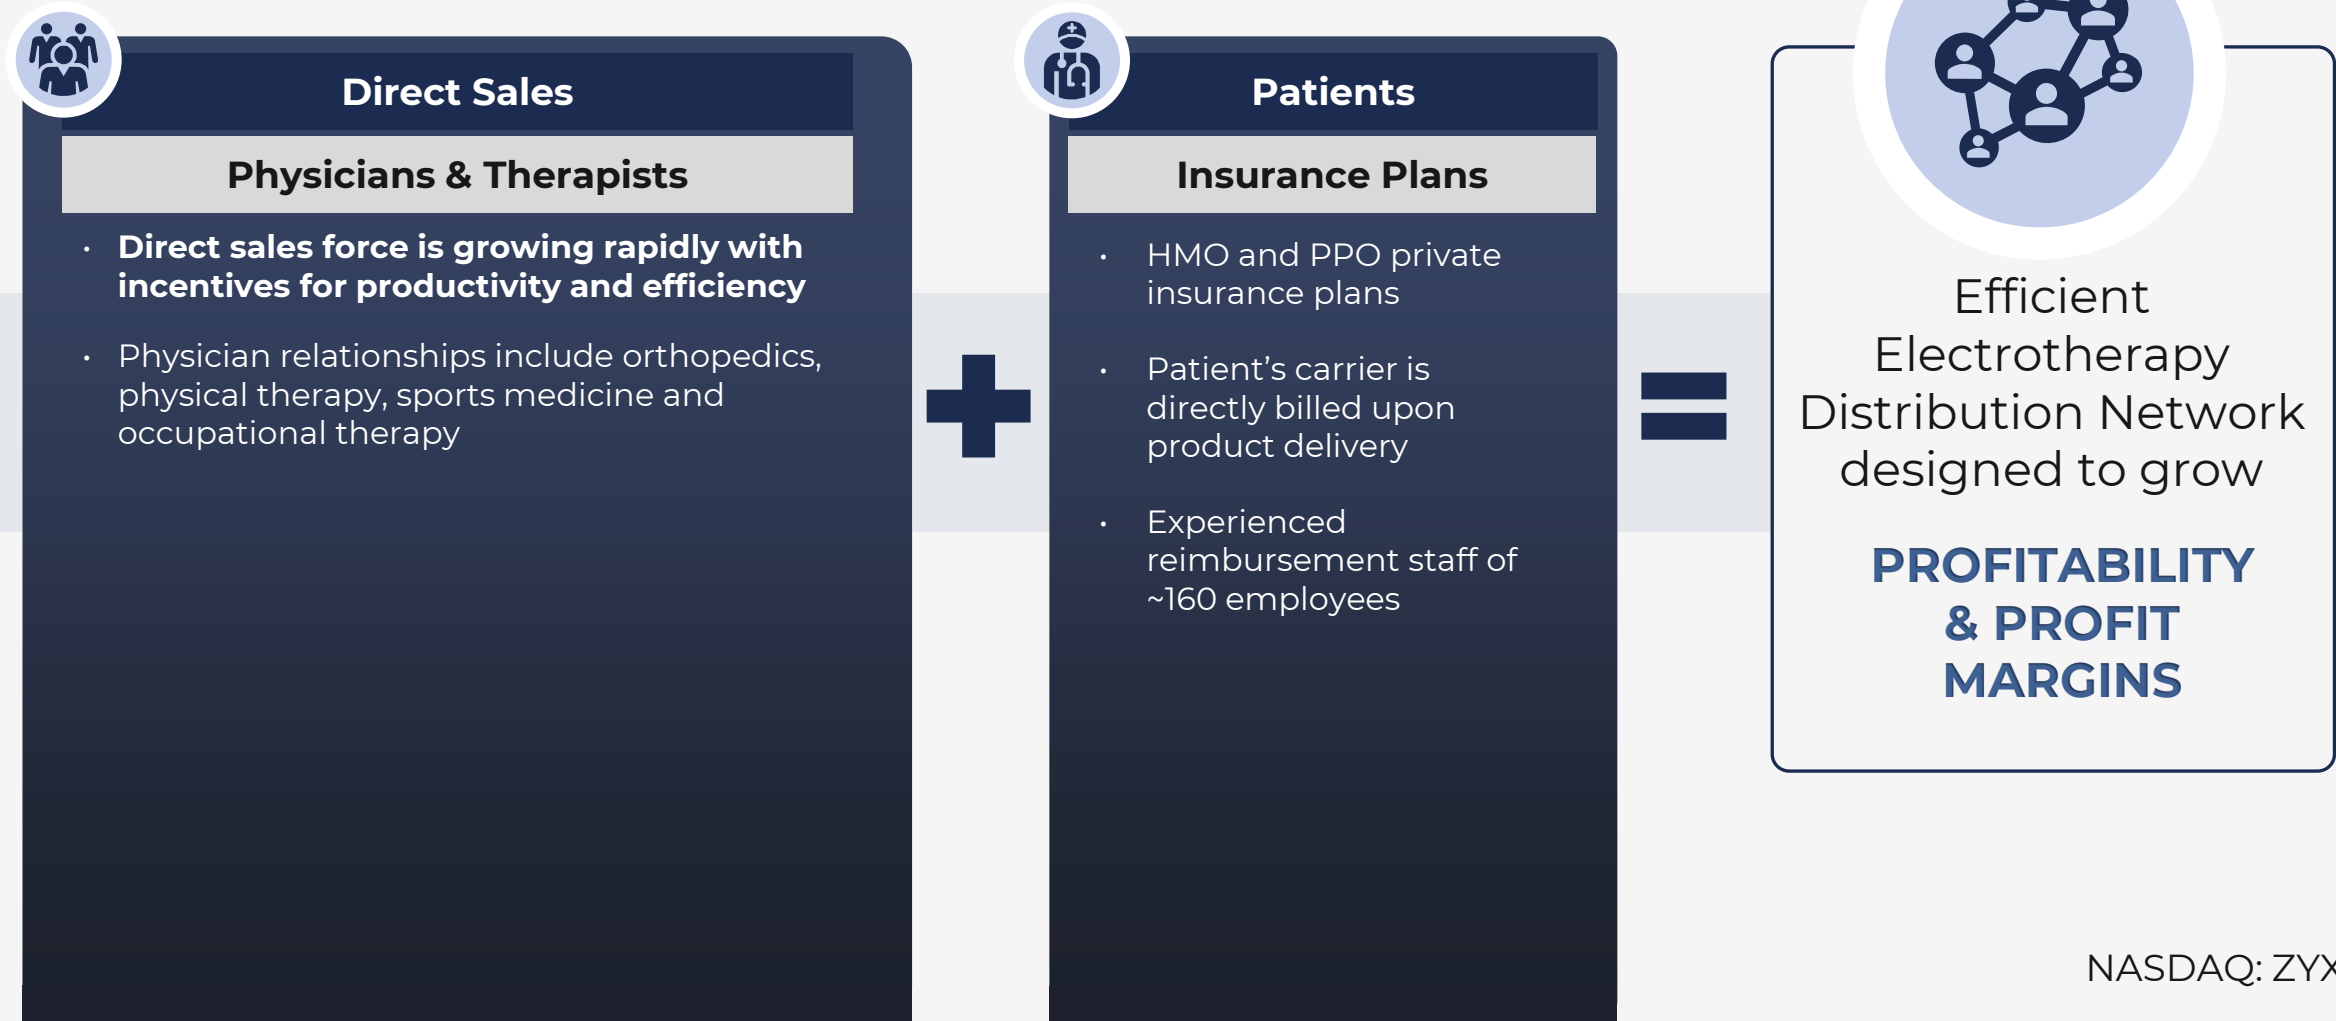 Direct Sales
Physicians & Therapists
• Direct sales force is growing rapidly with
incentives for productivity and efficiency
• Physician relationships include orthopedics,
physical therapy, sports medicine and
occupational therapy
Patients
Insurance Plans
• HMO and PPO private
insurance plans
• Patient’s carrier is
directly billed upon
product delivery
• Experienced
reimbursement staff of
~160 employees
Efficient
Electrotherapy
Distribution Network
designed to grow
PROFITABILITY
& PROFIT
MARGINS
NASDAQ: ZYX